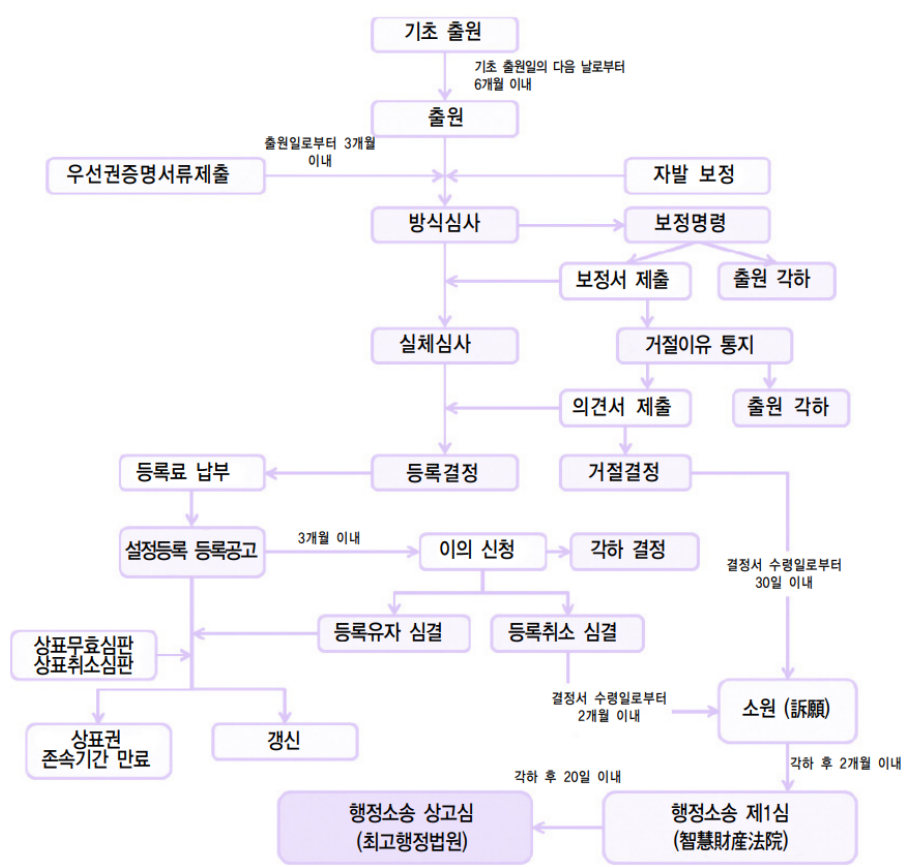 기초 출원
기초 출원일의 다음 날로부터
6개월 이내
출원
출원일로부터 3개월
이내
우선권증명서류제출
자발 보정
방식심사
보정명령
보정서 제출
출원 각하
실체심사
거절이유 통지
의견서 제출
출원 각하
등록료 납부
등록결정
거절결정
설정등록 등록공고
3개월 이내
이의 신청
각하 결정
결정서 수령일로부터
30일 이내
등록유자 심결
등록취소 심결
상표무효심판
상표취소심판
결정서 수령일로부터
2개월 이내
소원 (訴願)
상표권
존속기간 만료
갱신
각하 후 2개월 이내
각하 후 20일 이내
행정소송 상고심
(최고행정법원)
행정소송 제1심
(智慧財産法院)